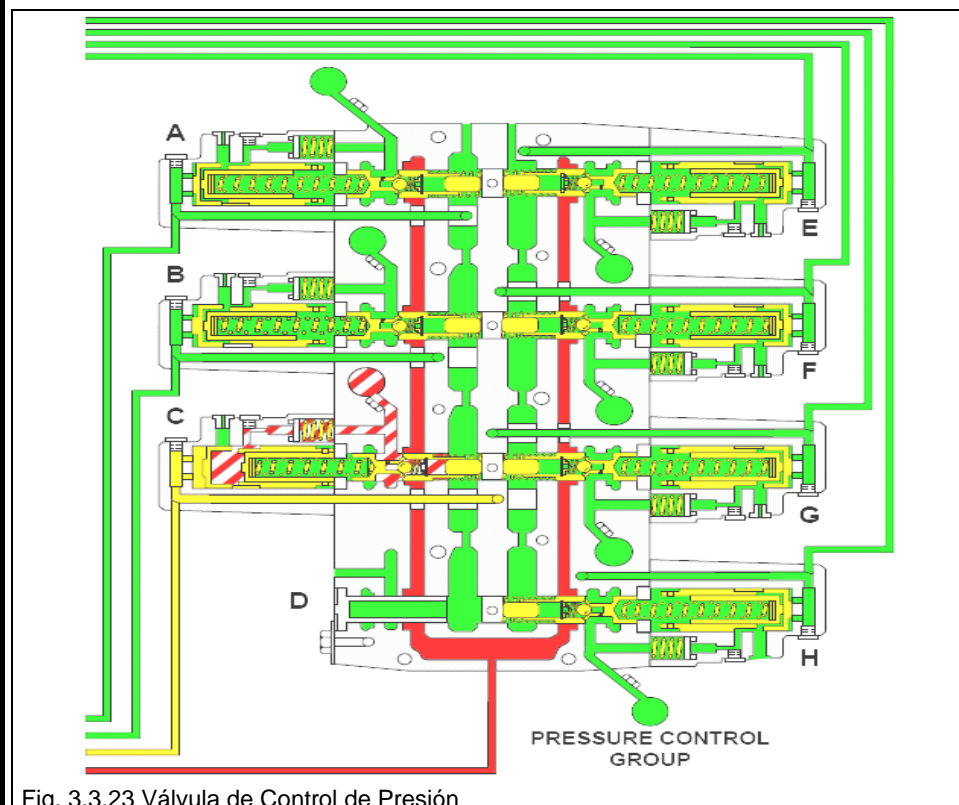 A
E
B
F
C
G
D
H
PRESSURE CONTROL
GROUP
Fig. 3.3.23 Válvula de Control de Presión